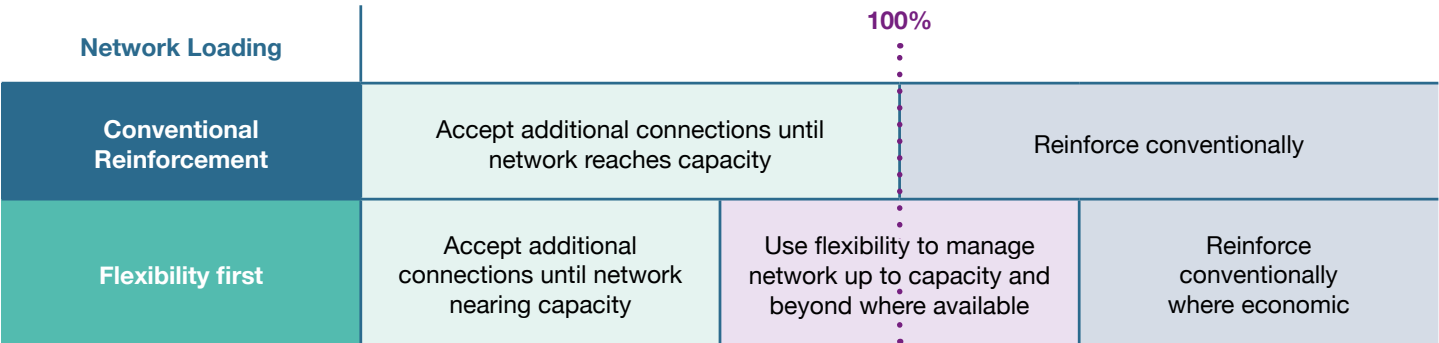 100%
Network Loading
Conventional
Reinforcement
Accept additional connections until
network reaches capacity
Reinforce conventionally
Flexibility first
Accept additional
connections until network
nearing capacity
Use flexibility to manage
network up to capacity and
beyond where available
Reinforce
conventionally
where economic